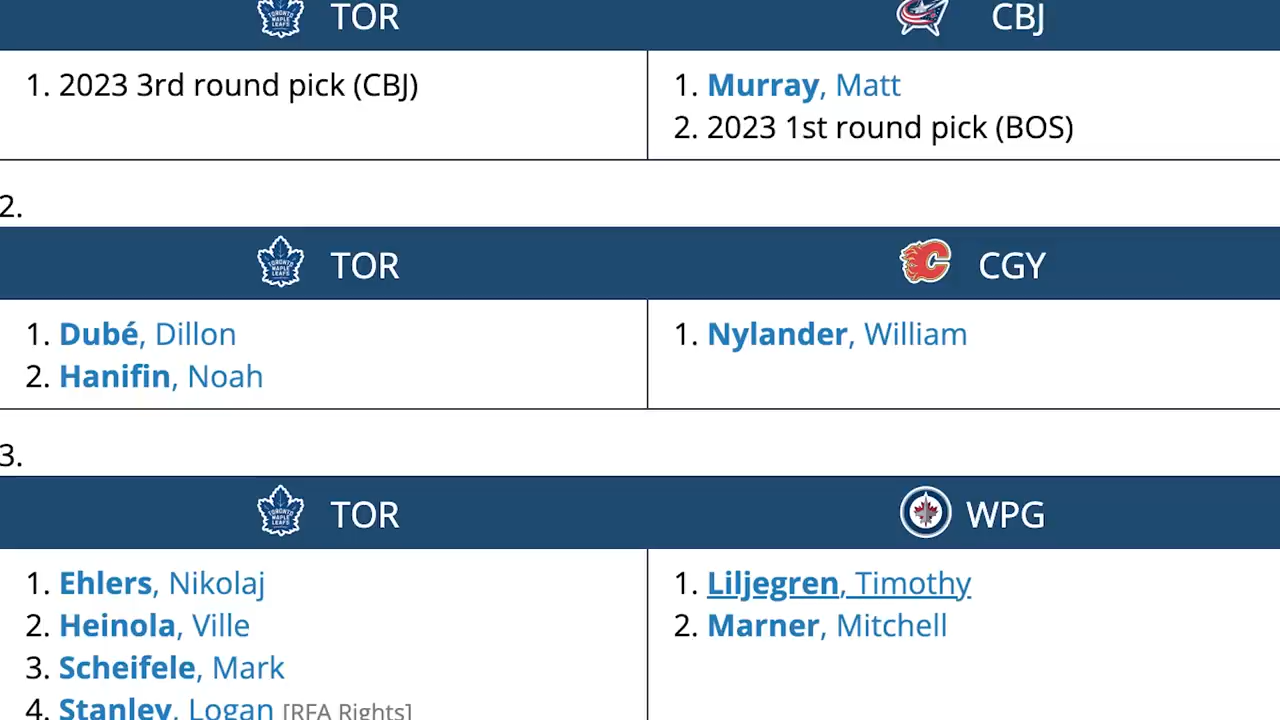 TOR CBJ
1. 2023 3rd round pick (CBJ)
1. Murray, Matt
2. 2023 1st round pick (BOS)
2.
TOR CGY
1. Dubé, Dillon
2. Hanifin, Noah
1. Nylander, William
3.
TOR WPG
1. Ehlers, Nikolaj
2. Heinola, Ville
3. Scheifele, Mark
4. Stanley, Logan [RFA Rights]
1. Liljegren, Timothy
2. Marner, Mitchell